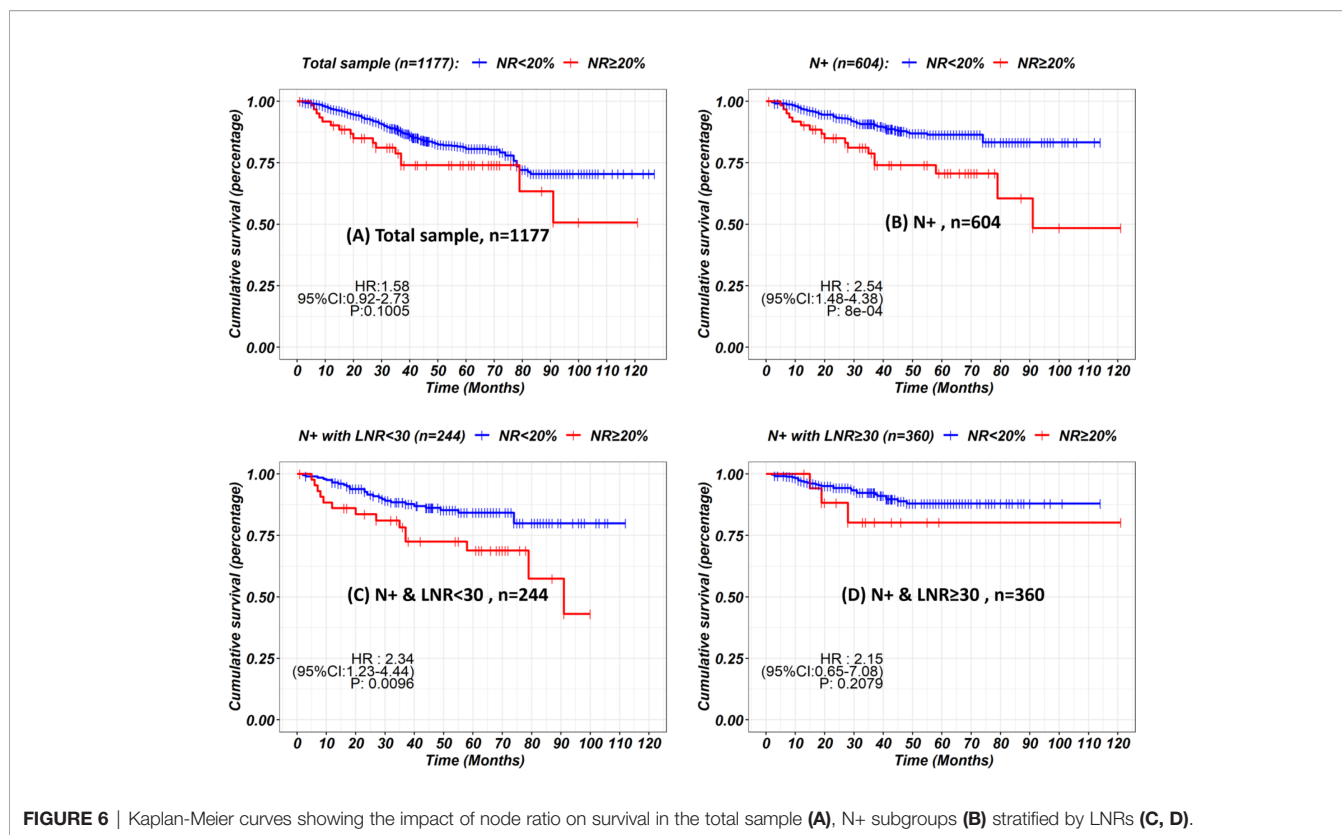 Total sample (n=1177): NR<20% NR≥20%
Cumulative survival (percentage)
1.00
0.75
0.50
0.25
0.00
(A) Total sample, n=1177
HR:1.58
95%CI:0.92-2.73
P:0.1005
0 10 20 30 40 50 60 70 80 90 100 110 120
Time (Months)
N+ (n=604): NR<20% NR≥20%
Cumulative survival (percentage)
1.00
0.75
0.50
0.25
0.00
(B) N+ , n=604
HR : 2.54
(95%CI:1.48-4.38)
P: 8e-04
0 10 20 30 40 50 60 70 80 90 100 110 120
Time (Months)
N+ with LNR<30 (n=244) NR<20% NR≥20%
Cumulative survival (percentage)
1.00
0.75
0.50
0.25
0.00
(C) N+ & LNR<30 , n=244
HR : 2.34
(95%CI:1.23-4.44)
P: 0.0096
0 10 20 30 40 50 60 70 80 90 100 110 120
Time (Months)
N+ with LNR≥30 (n=360) NR<20% NR≥20%
Cumulative survival (percentage)
1.00
0.75
0.50
0.25
0.00
(D) N+ & LNR≥30 , n=360
HR : 2.15
(95%CI:0.65-7.08)
P: 0.2079
0 10 20 30 40 50 60 70 80 90 100 110 120
Time (Months)
FIGURE 6 | Kaplan-Meier curves showing the impact of node ratio on survival in the total sample (A), N+ subgroups (B) stratified by LNRs (C, D).